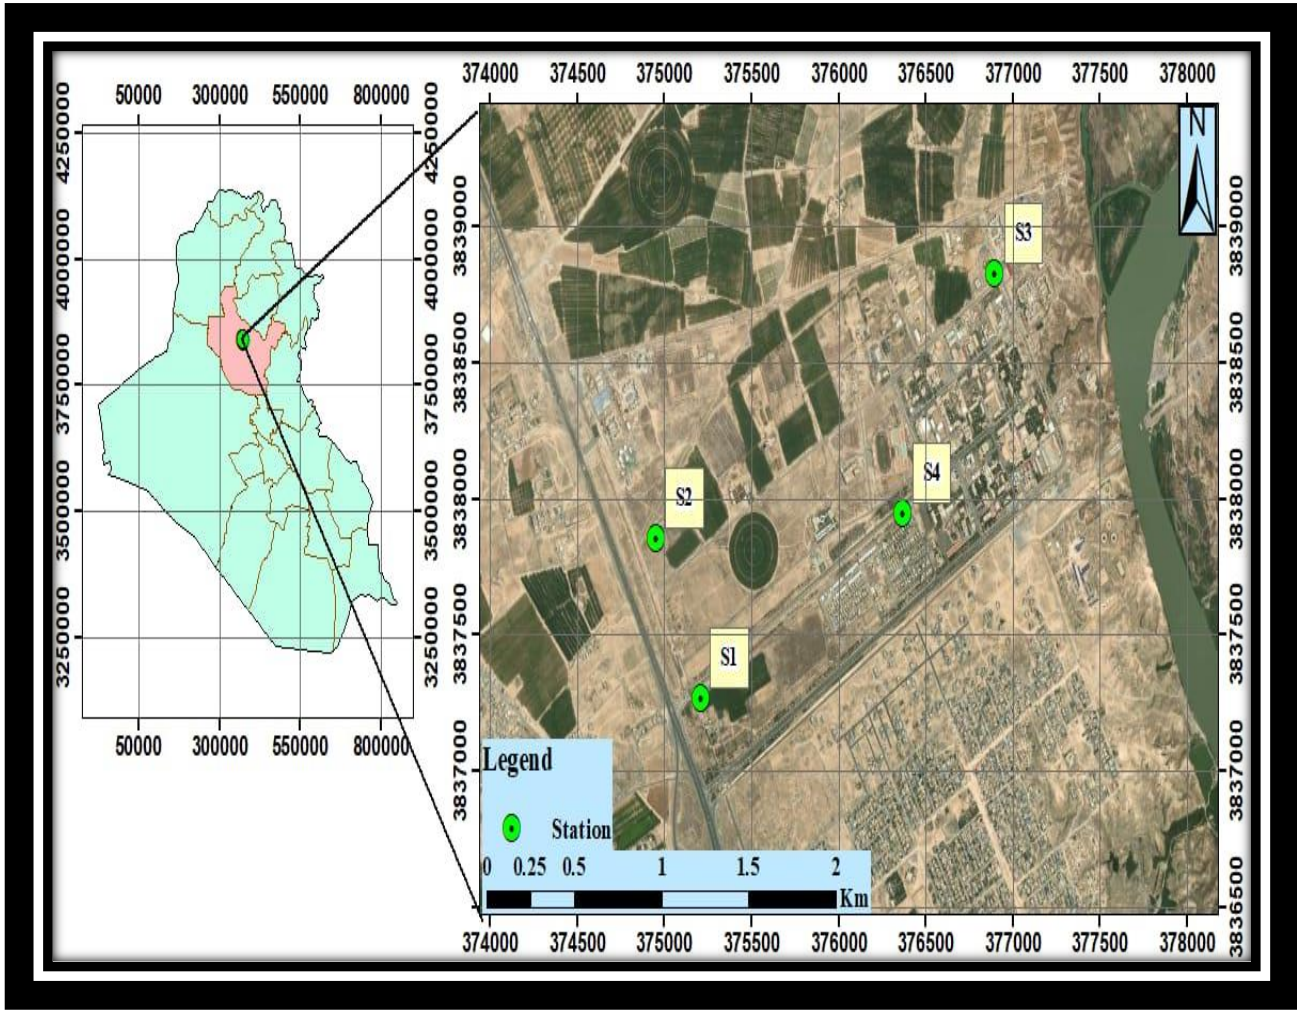 374000 374500 375000 375500 376000 376500 377000 377500 378000
50000 300000 550000 800000
4250000 4000000 3750000 3500000 3250000
4250000 4000000 3750000 3500000 3250000
50000 300000 550000 800000
3839000 3838500 3838000 3837500 3837000
N
S3
S4
S2
S1
3839000 3838500 3838000 3837500 3837000 3836500
Legend
Station
0 0.25 0.5 1 1.5 2
Km
374000 374500 375000 375500 376000 376500 377000 377500 378000